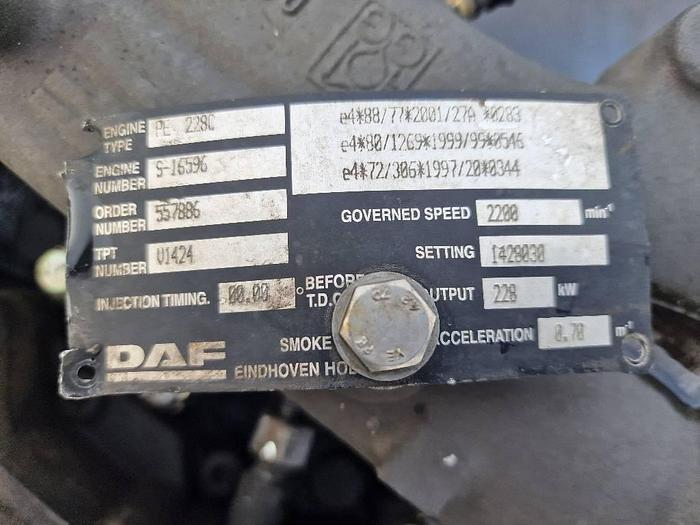 ENGINE TYPE PE 228C
ENGINE NUMBER S-16596
ORDER NUMBER 557886
TPT NUMBER V1424
e4*88/77*2001/27A *0283
e4*80/1269*1999/99*0546
e4*72/306*1997/20*0344
GOVERNED SPEED 2200 min⁻¹
SETTING 1428030
INJECTION TIMING. 00.00 ° BEFORE T.D.C. OUTPUT 228 kW
SMOKE ACCELERATION 0.70 m⁻¹
DAF
EINDHOVEN HOL